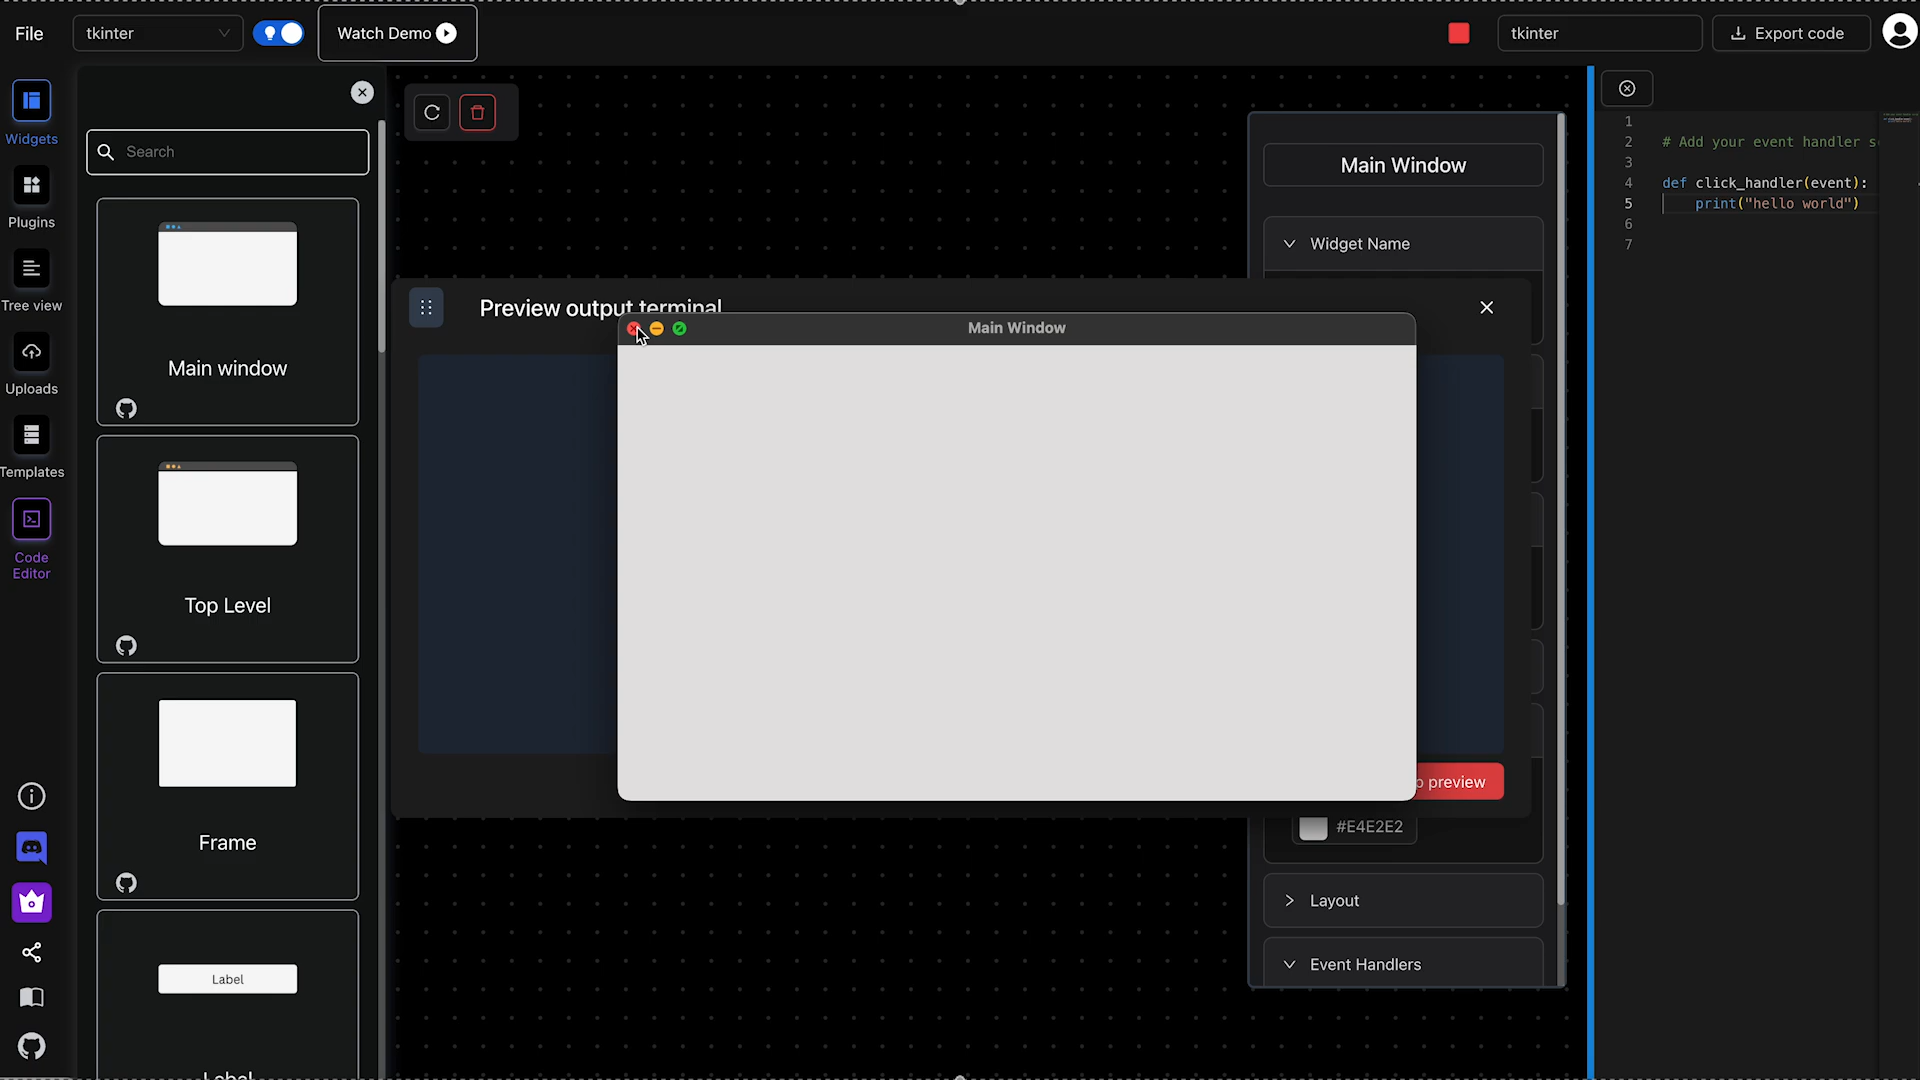 File
tkinter
Watch Demo
tkinter
Export code
Widgets
Plugins
Tree view
Uploads
Templates
Code
Editor
Search
Main window
Top Level
Frame
Label
Label
Main Window
Widget Name
Preview output terminal
Main Window
preview
#E4E2E2
Layout
Event Handlers
1
2 # Add your event handler
3
4 def click_handler(event):
5 print("hello world")
6
7